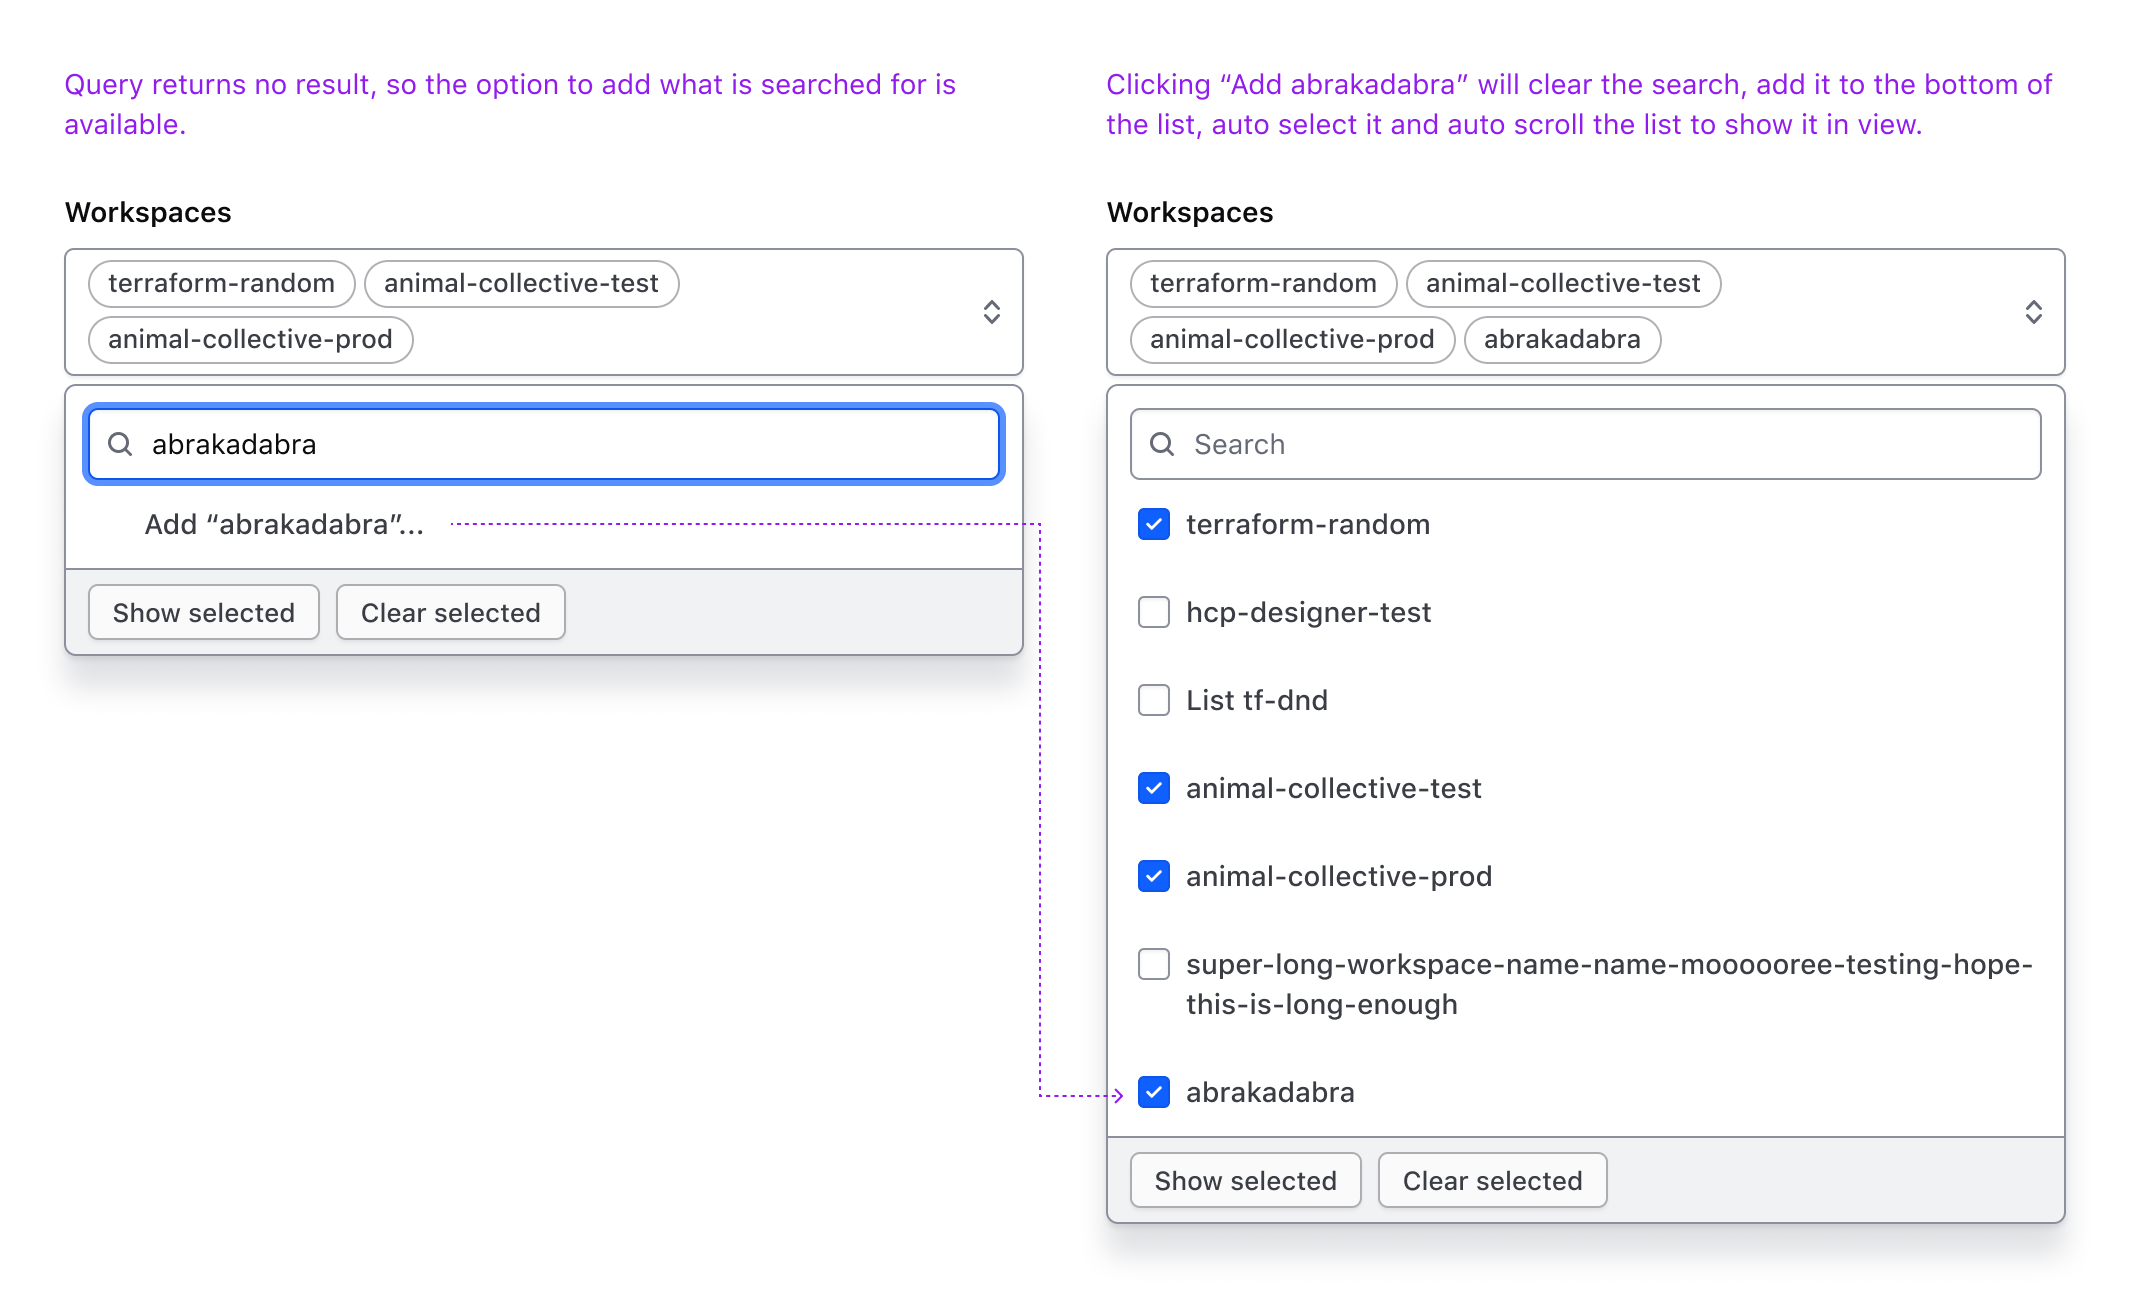 Query returns no result, so the option to add what is searched for is
available.
Workspaces
terraform-random
animal-collective-test
animal-collective-prod
abrakadabra
Add “abrakadabra”...
Show selected
Clear selected
Clicking “Add abrakadabra” will clear the search, add it to the bottom of
the list, auto select it and auto scroll the list to show it in view.
Workspaces
terraform-random
animal-collective-test
animal-collective-prod
abrakadabra
Search
terraform-random
hcp-designer-test
List tf-dnd
animal-collective-test
animal-collective-prod
super-long-workspace-name-name-moooooree-testing-hope-
this-is-long-enough
abrakadabra
Show selected
Clear selected